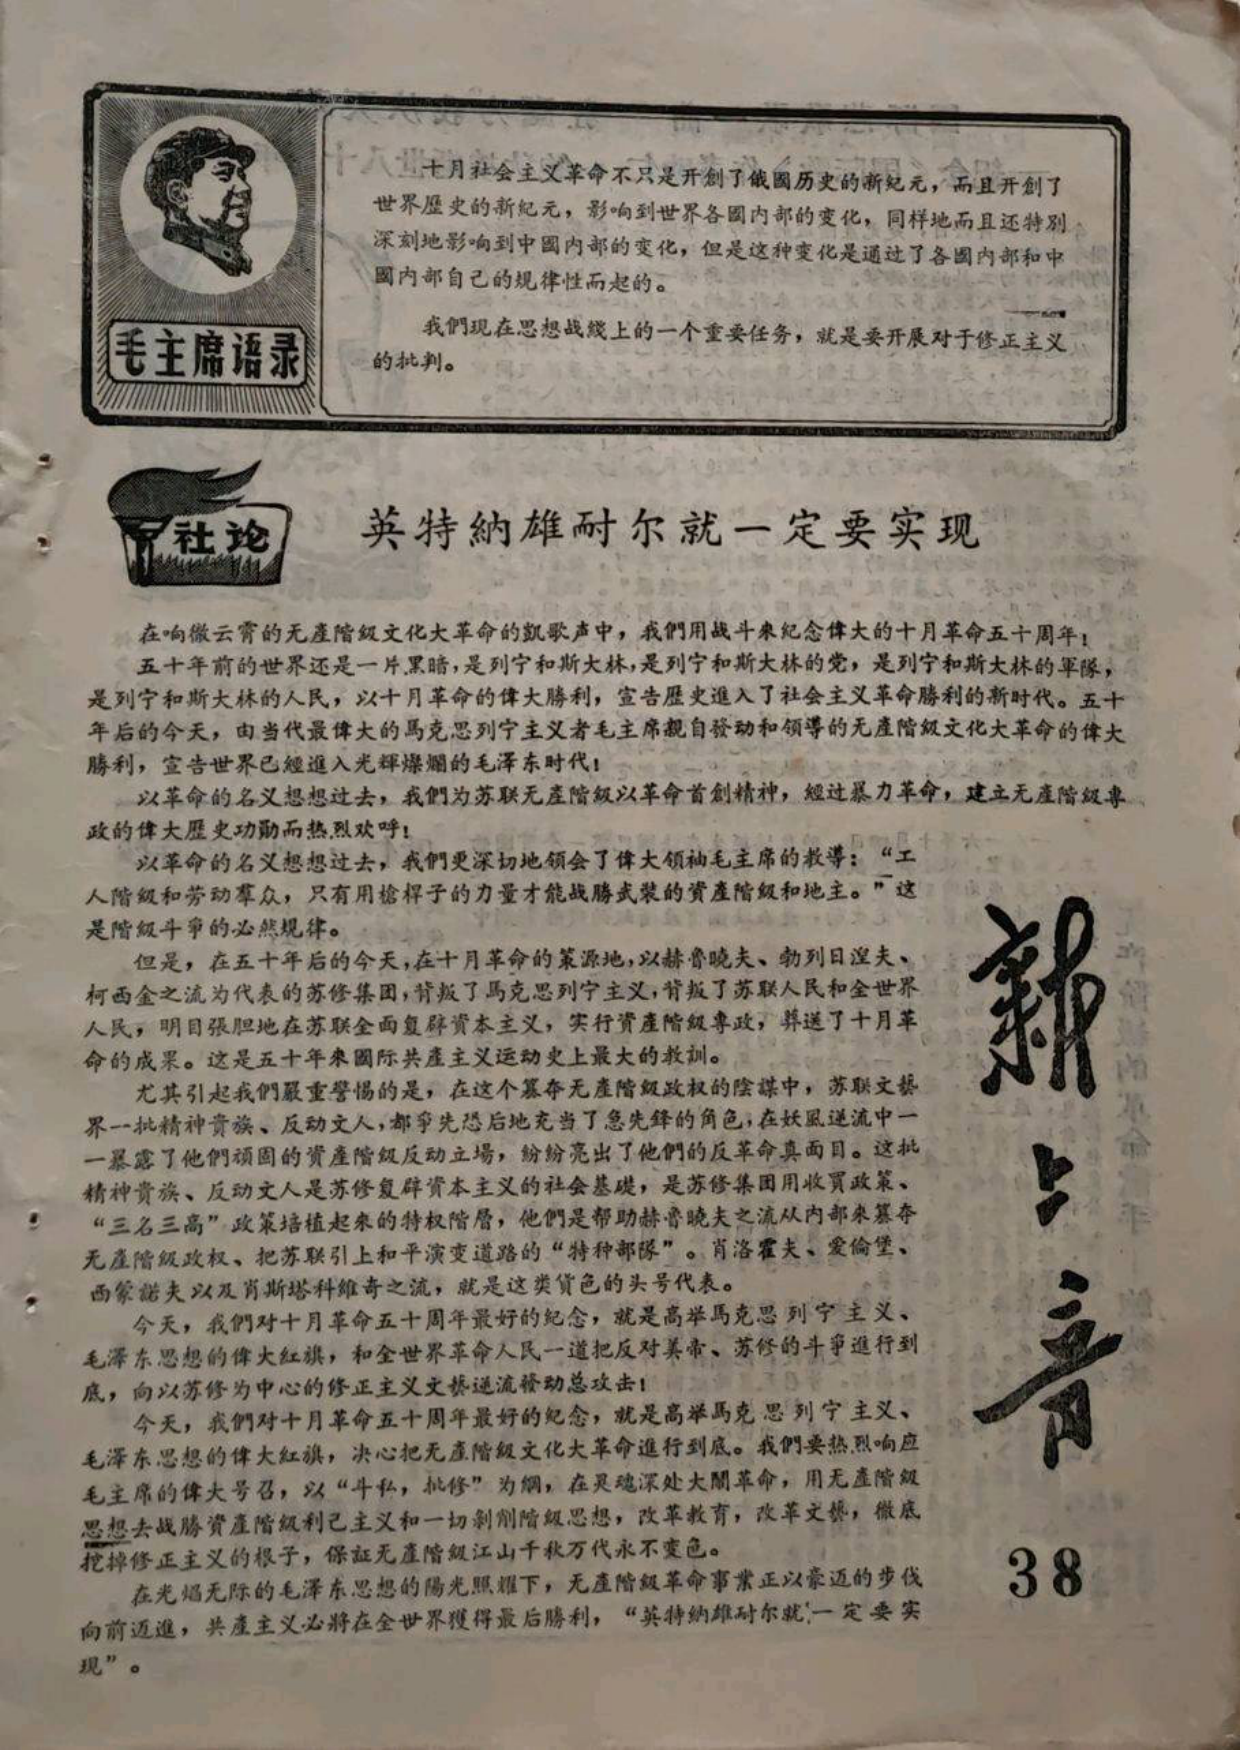 十月社会主义革命不只是开創了俄國历史的新紀元，而且开創了
世界歷史的新紀元，影响到世界各國內部的变化，同样地而且还特別
深刻地影响到中國內部的变化，但是这种变化是通过了各國內部和中
國內部自己的規律性而起的。
我們現在思想战綫上的一个重要任务，就是要开展对于修正主义
的批判。
毛主席语录
社论
英特納雄耐尔就一定要实现
在响徹云霄的无產階級文化大革命的凱歌声中，我們用战斗來紀念偉大的十月革命五十周年！
五十年前的世界还是一片黑暗，是列宁和斯大林，是列宁和斯大林的党，是列宁和斯大林的軍隊，
是列宁和斯大林的人民，以十月革命的偉大勝利，宣告歷史進入了社会主义革命勝利的新时代。五十
年后的今天，由当代最偉大的馬克思列宁主义者毛主席親自發动和領導的无產階級文化大革命的偉大
勝利，宣告世界已經進入光輝燦爛的毛澤东时代！
以革命的名义想想过去，我們为苏联无產階級以革命首創精神，經过暴力革命，建立无產階級專
政的偉大歷史功勛而热烈欢呼！
以革命的名义想想过去，我們更深切地領会了偉大領袖毛主席的教導：“工
人階級和劳动羣众，只有用槍桿子的力量才能战勝武裝的資產階級和地主。”这
是階級斗爭的必然規律。
但是，在五十年后的今天，在十月革命的策源地，以赫魯曉夫、勃列日涅夫、
柯西金之流为代表的苏修集团，背叛了馬克思列宁主义，背叛了苏联人民和全世界
人民，明目張胆地在苏联全面复辟資本主义，实行資產階級專政，葬送了十月革
命的成果。这是五十年來國际共產主义运动史上最大的教訓。
尤其引起我們嚴重警惕的是，在这个篡夺无產階級政权的陰謀中，苏联文藝
界一批精神貴族、反动文人，都爭先恐后地充当了急先鋒的角色，在妖風逆流中一
一暴露了他們頑固的資產階級反动立場，紛紛亮出了他們的反革命真面目。这批
精神貴族、反动文人是苏修复辟資本主义的社会基礎，是苏修集团用收買政策、
“三名三高”政策培植起來的特权階層，他們是帮助赫魯曉夫之流从內部來篡夺
无產階級政权、把苏联引上和平演变道路的“特种部隊”。肖洛霍夫、爱倫堡、
西蒙諾夫以及肖斯塔科維奇之流，就是这类貨色的头号代表。
今天，我們对十月革命五十周年最好的紀念，就是高举馬克思列宁主义、
毛澤东思想的偉大紅旗，和全世界革命人民一道把反对美帝、苏修的斗爭進行到
底，向以苏修为中心的修正主义文藝逆流發动总攻击！
今天，我們对十月革命五十周年最好的紀念，就是高举馬克思列宁主义、
毛澤东思想的偉大紅旗，决心把无產階級文化大革命進行到底。我們要热烈响应
毛主席的偉大号召，以“斗私，批修”为綱，在灵魂深处大鬧革命，用无產階級
思想去战勝資產階級利己主义和一切剝削階級思想，改革教育，改革文藝，徹底
挖掉修正主义的根子，保証无產階級江山千秋万代永不变色。
在光焰无际的毛澤东思想的陽光照耀下，无產階級革命事業正以豪迈的步伐
向前迈進，共產主义必將在全世界獲得最后勝利，“英特納雄耐尔就一定要实
現”。
新上音
38